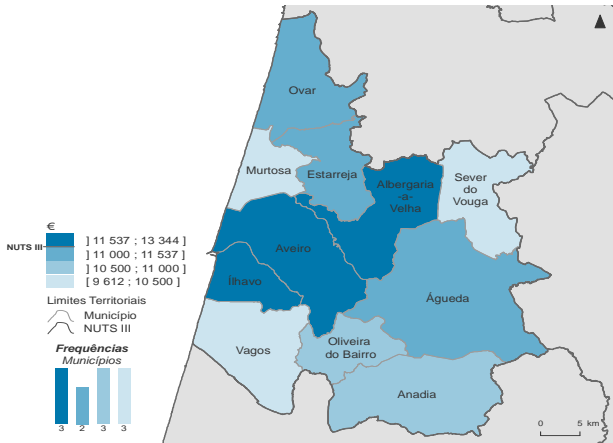 Ovar
Murtosa
Estarreja
Albergaria
-a-
Velha
Sever
do
Vouga
Aveiro
Ílhavo
Águeda
Vagos
Oliveira
do Bairro
Anadia
€
NUTS III
] 11 537 ; 13 344 ]
] 11 000 ; 11 537 ]
] 10 500 ; 11 000 ]
[ 9 612 ; 10 500 ]
Limites Territoriais
Município
NUTS III
Frequências
Municípios
3 2 3 3
0 5 km